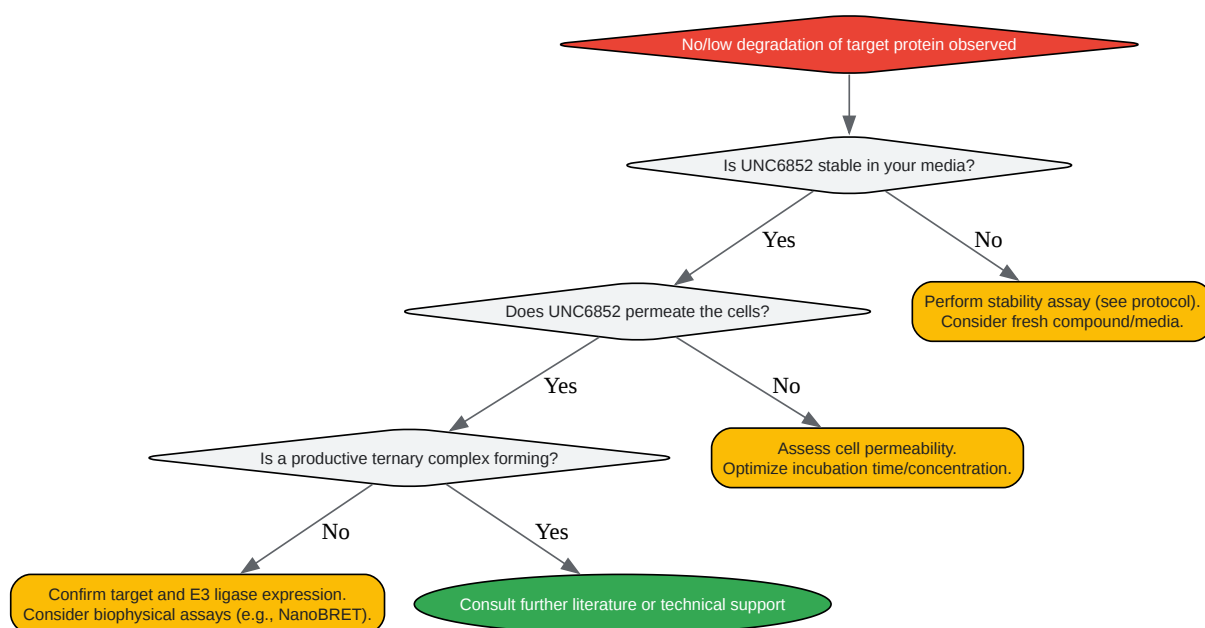 No/low degradation of target protein observed
Is UNC6852 stable in your media?
Yes
No
Does UNC6852 permeate the cells?
Perform stability assay (see protocol).
Consider fresh compound/media.
Yes
No
Is a productive ternary complex forming?
Assess cell permeability.
Optimize incubation time/concentration.
No
Yes
Confirm target and E3 ligase expression.
Consider biophysical assays (e.g., NanoBRET).
Consult further literature or technical support